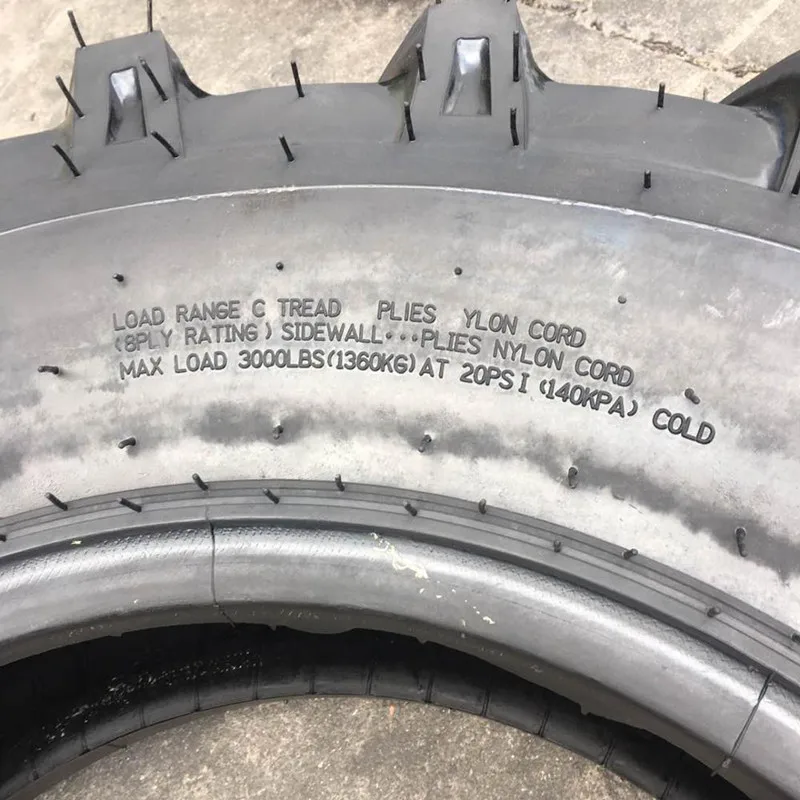 LOAD RANGE C TREAD PLIES YLON CORD
(8PLY RATING) SIDEWALL···PLIES NYLON CORD
MAX LOAD 3000LBS(1360KG)AT 20PSI (140KPA) COLD